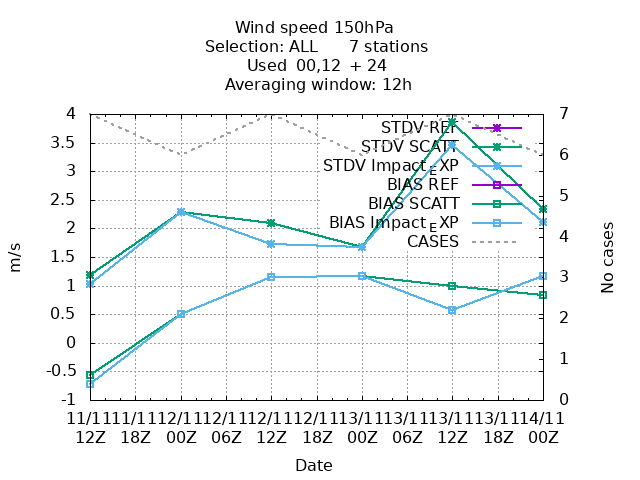 Wind speed 150hPa
Selection: ALL 7 stations
Used 00,12 + 24
Averaging window: 12h
4
3.5
3
2.5
2
1.5
1
0.5
0
-0.5
-1
m/s
STDV REF
STDV SCATT
STDV Impact_EXP
BIAS REF
BIAS SCATT
BIAS Impact_EXP
CASES
7
6
5
4
3
2
1
0
No cases
11/11 11/11 12/11 12/11 12/11 12/11 13/11 13/11 13/11 13/11 14/11
12Z 18Z 00Z 06Z 12Z 18Z 00Z 06Z 12Z 18Z 00Z
Date